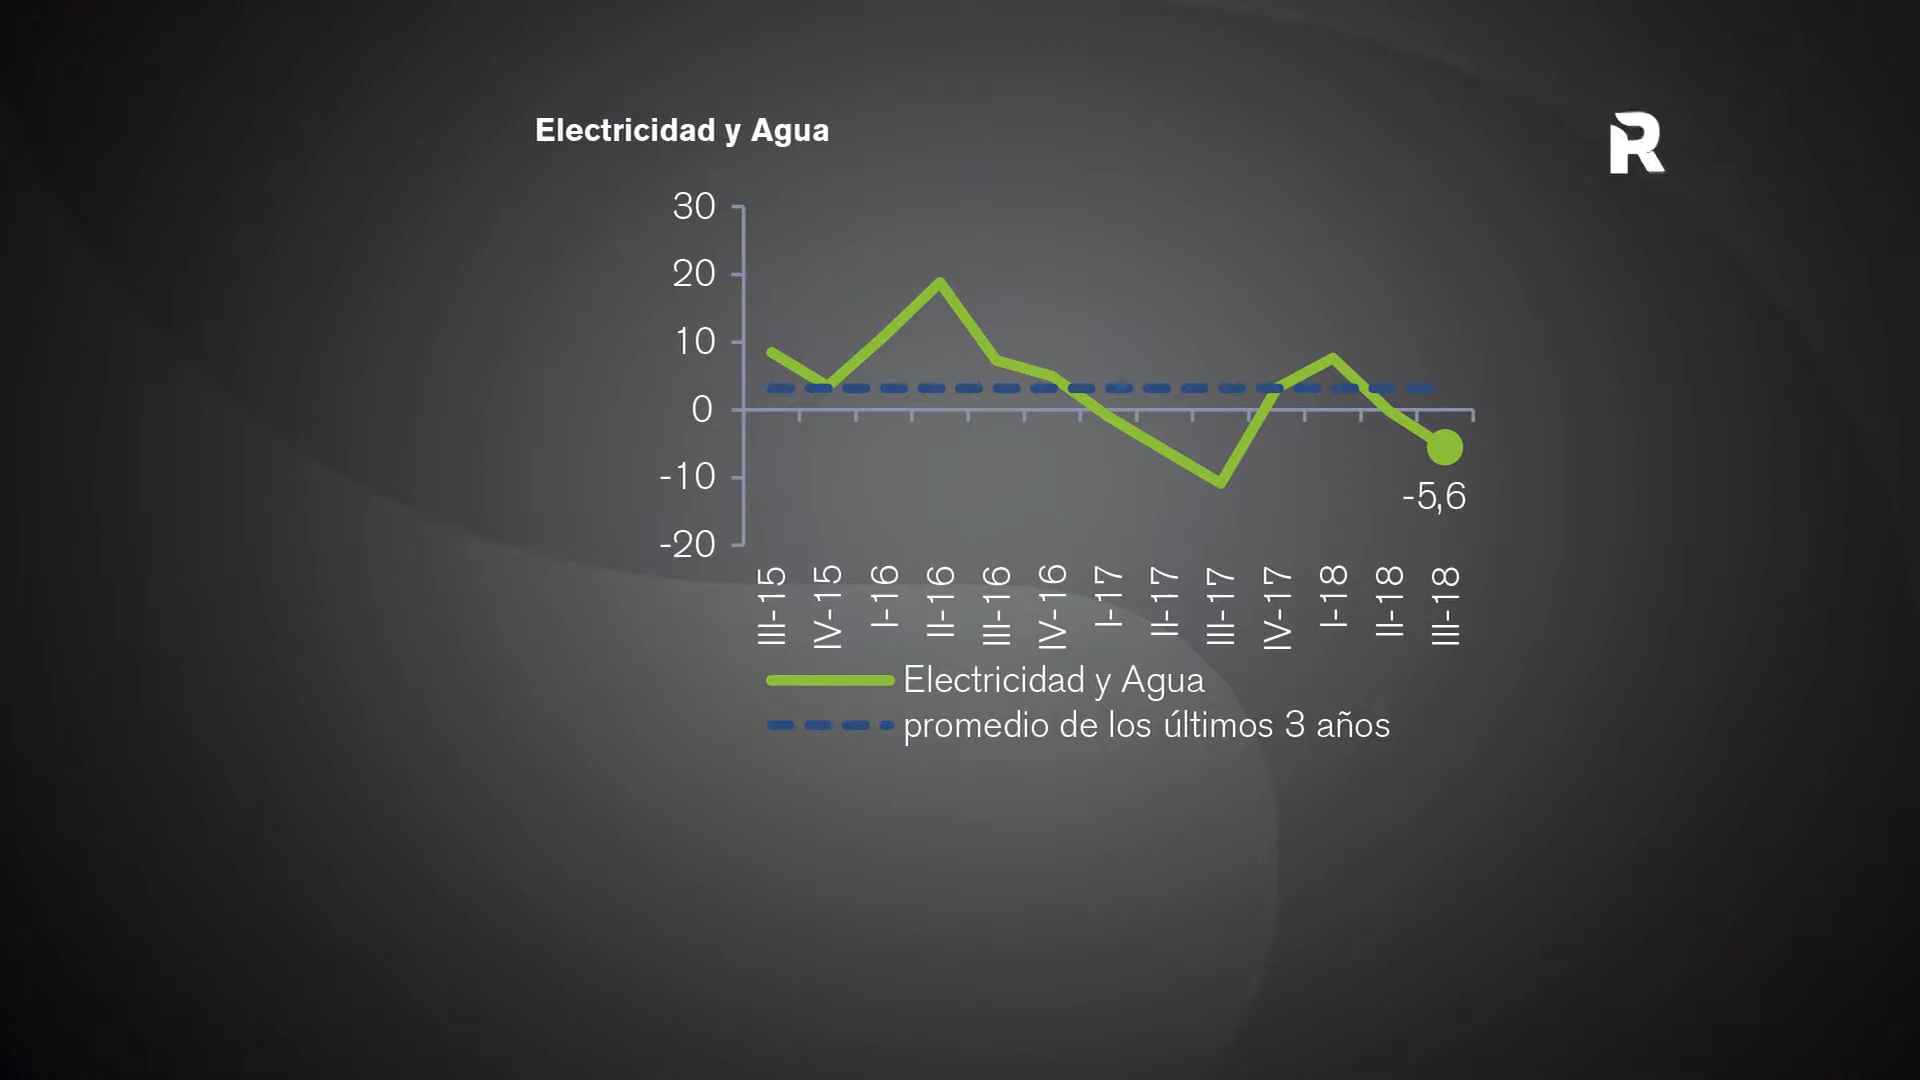 Electricidad y Agua
R
30
20
10
0
-10
-20
-5,6
III-15
IV-15
I-16
II-16
III-16
IV-16
I-17
II-17
III-17
IV-17
I-18
II-18
III-18
Electricidad y Agua
promedio de los últimos 3 años